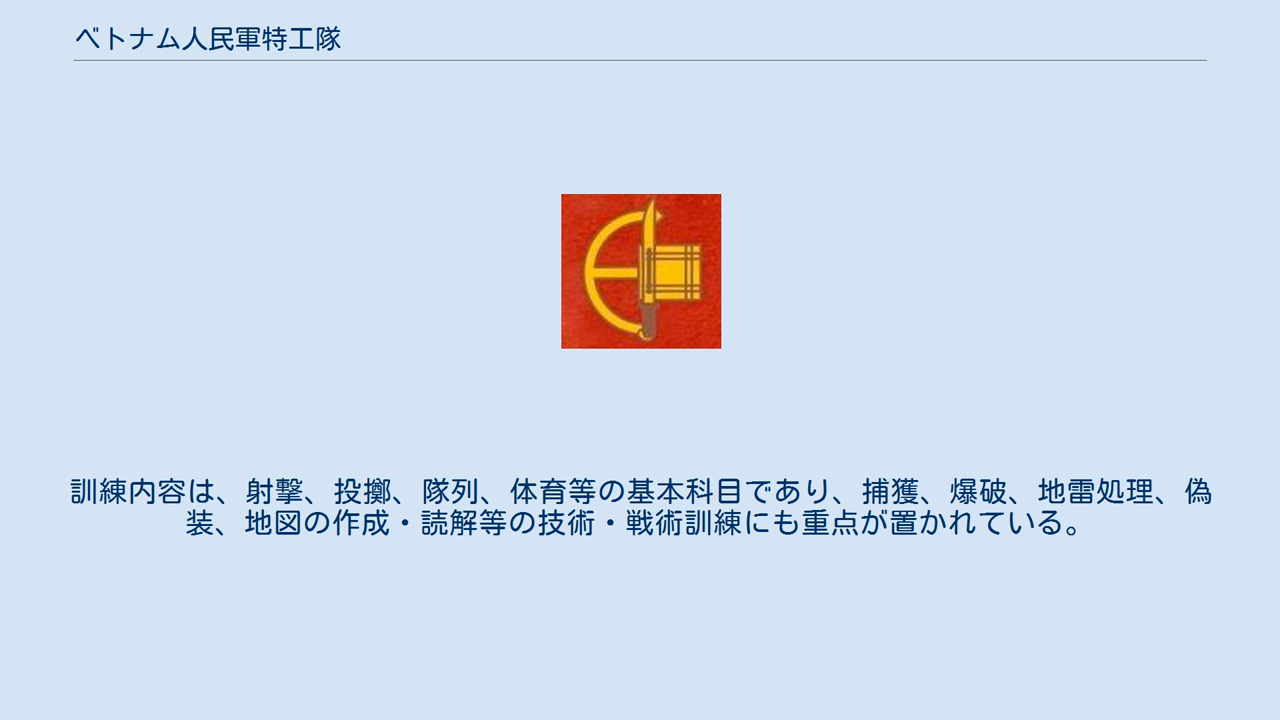 ベトナム人民軍特工隊
訓練内容は、射撃、投擲、隊列、体育等の基本科目であり、捕獲、爆破、地雷処理、偽
装、地図の作成・読解等の技術・戦術訓練にも重点が置かれている。